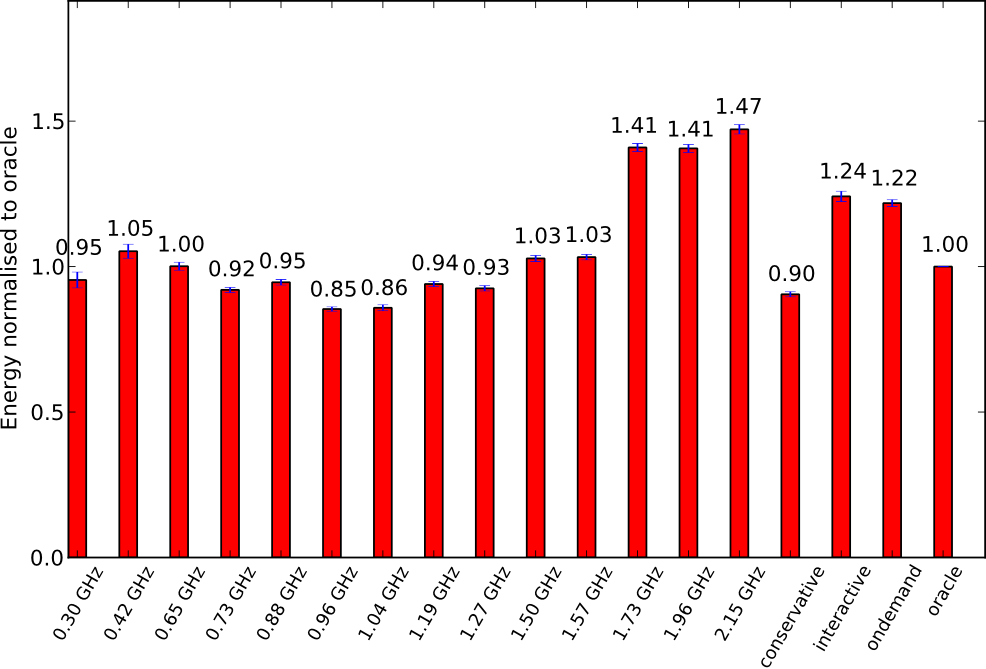 Energy normalised to oracle
1.5
1.0
0.5
0.0
0.95
1.05
1.00
0.92
0.95
0.85
0.86
0.94
0.93
1.03
1.03
1.41
1.41
1.47
0.90
1.24
1.22
1.00
0.30 GHz
0.42 GHz
0.65 GHz
0.73 GHz
0.88 GHz
0.96 GHz
1.04 GHz
1.19 GHz
1.27 GHz
1.50 GHz
1.57 GHz
1.73 GHz
1.96 GHz
2.15 GHz
conservative
interactive
ondemand
oracle